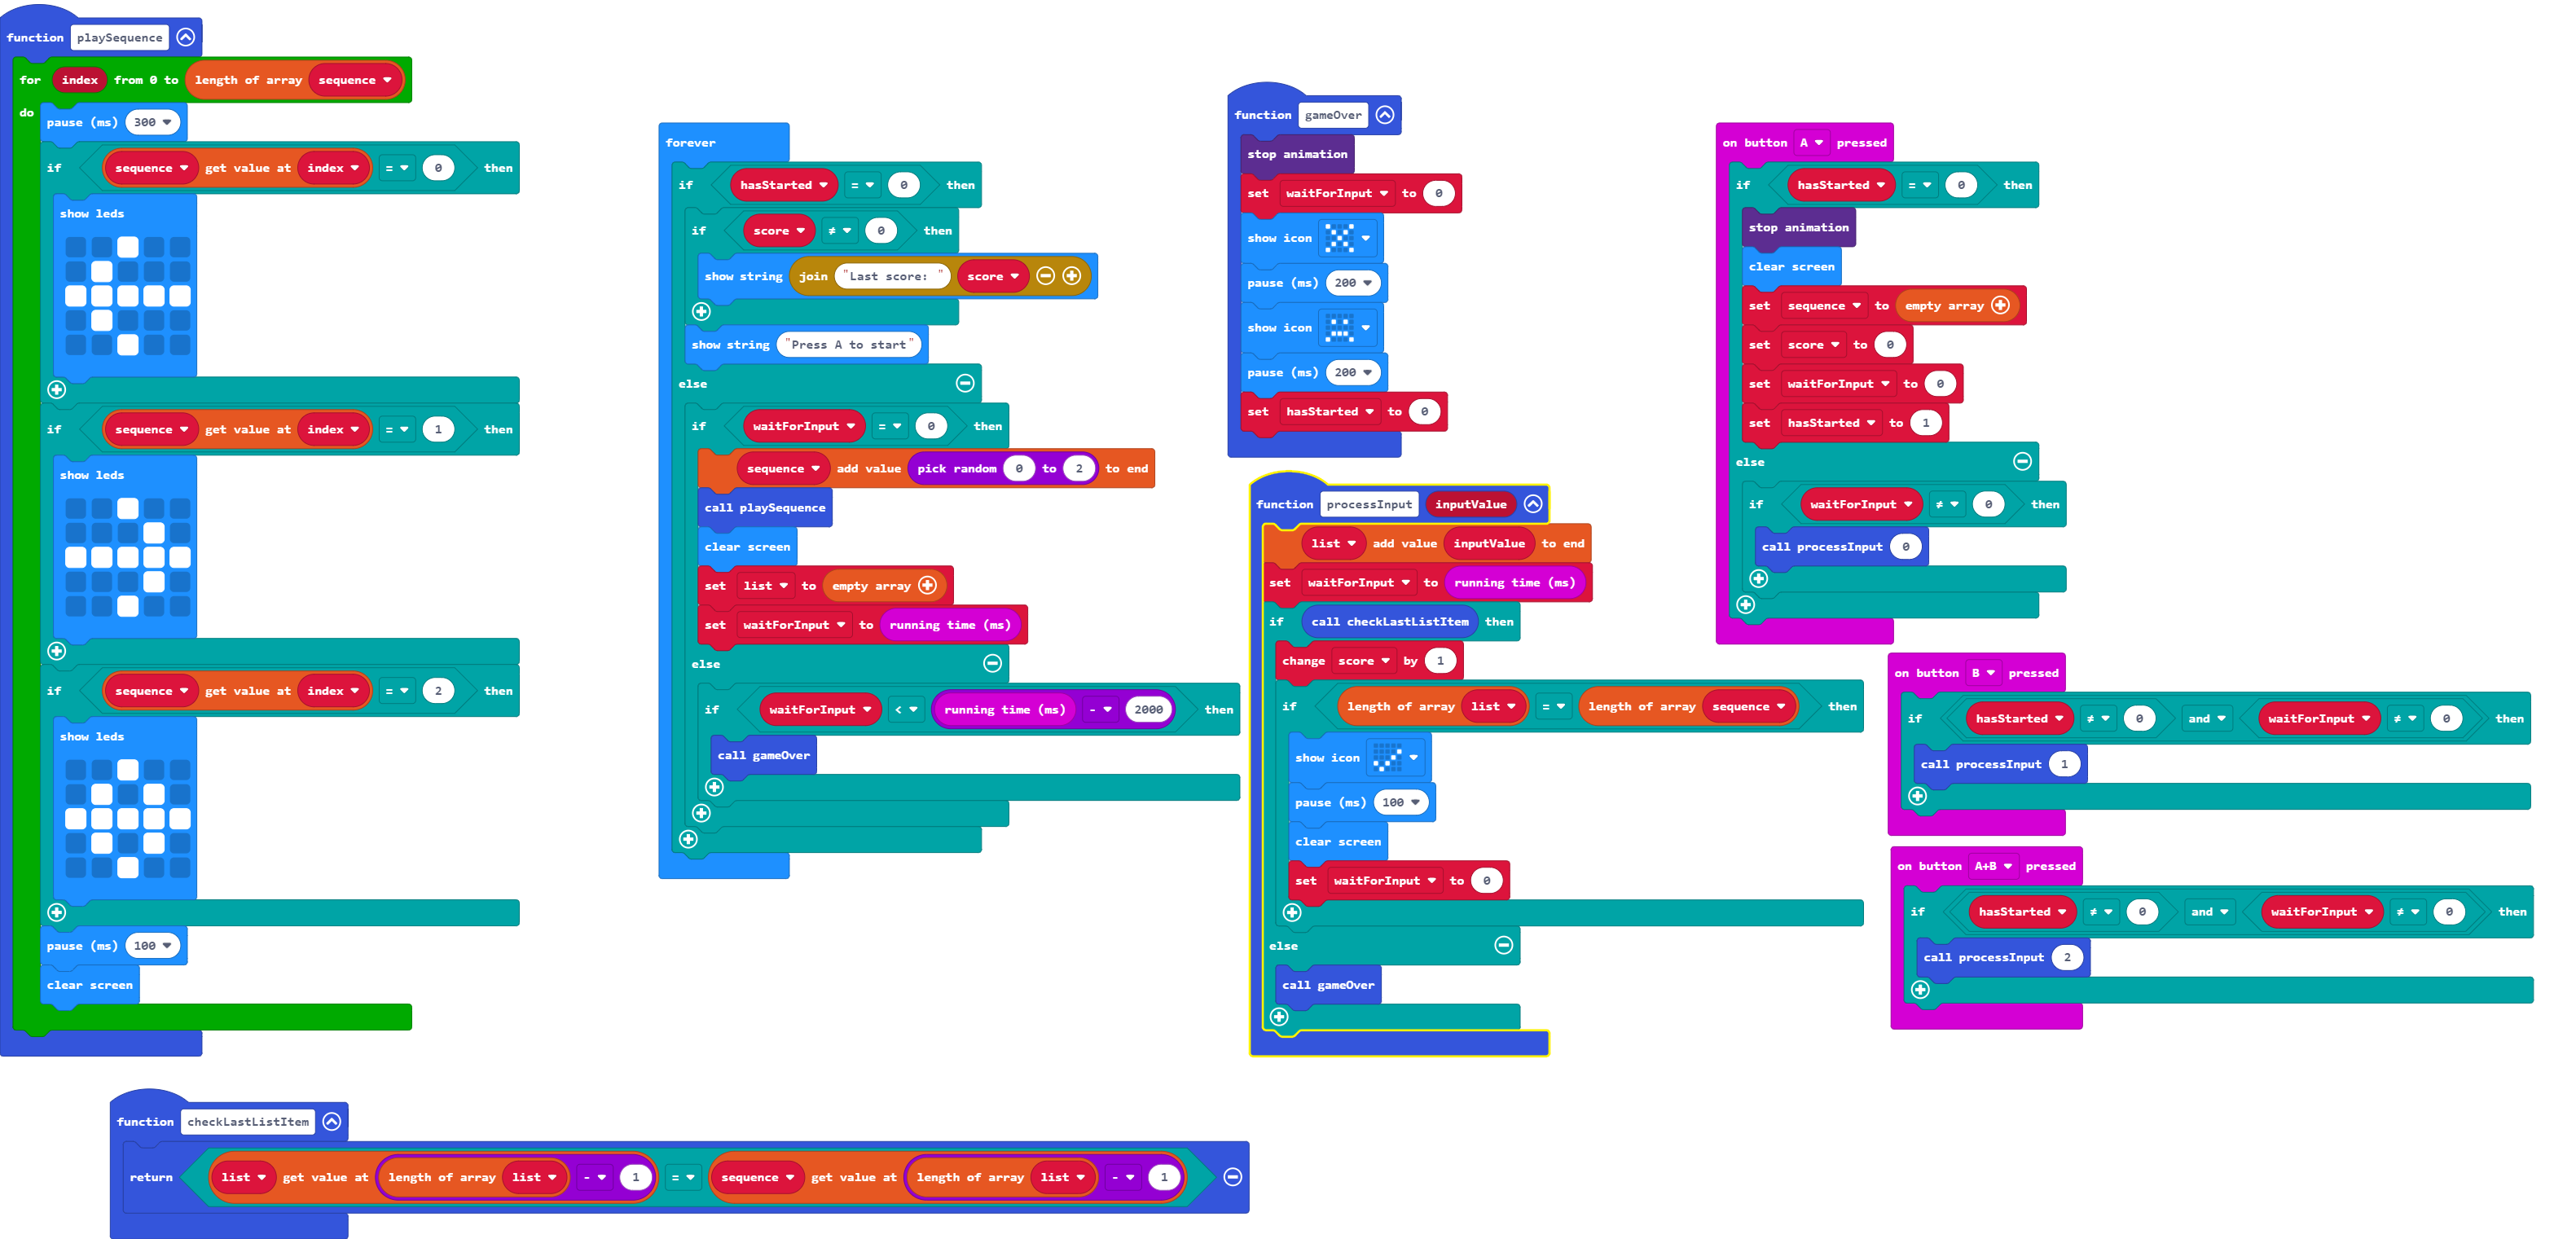 function playSequence
for index from 0 to length of array sequence
do
pause (ms) 300
if sequence get value at index = 0 then
show leds
if sequence get value at index = 1 then
show leds
if sequence get value at index = 2 then
show leds
pause (ms) 100
clear screen
forever
if hasStarted = 0 then
if score ≠ 0 then
show string join "Last score: " score
show string "Press A to start"
else
if waitForInput = 0 then
sequence add value pick random 0 to 2 to end
call playSequence
clear screen
set list to empty array
set waitForInput to running time (ms)
else
if waitForInput < running time (ms) - 2000 then
call gameOver
function gameOver
stop animation
set waitForInput to 0
show icon
pause (ms) 200
show icon
pause (ms) 200
set hasStarted to 0
function processInput inputValue
list add value inputValue to end
set waitForInput to running time (ms)
if call checkLastListItem then
change score by 1
if length of array list = length of array sequence then
show icon
pause (ms) 100
clear screen
set waitForInput to 0
else
call gameOver
on button A pressed
if hasStarted = 0 then
stop animation
clear screen
set sequence to empty array
set score to 0
set waitForInput to 0
set hasStarted to 1
else
if waitForInput ≠ 0 then
call processInput 0
on button B pressed
if hasStarted ≠ 0 and waitForInput ≠ 0 then
call processInput 1
on button A+B pressed
if hasStarted ≠ 0 and waitForInput ≠ 0 then
call processInput 2
function checkLastListItem
return list get value at length of array list - 1 = sequence get value at length of array list - 1